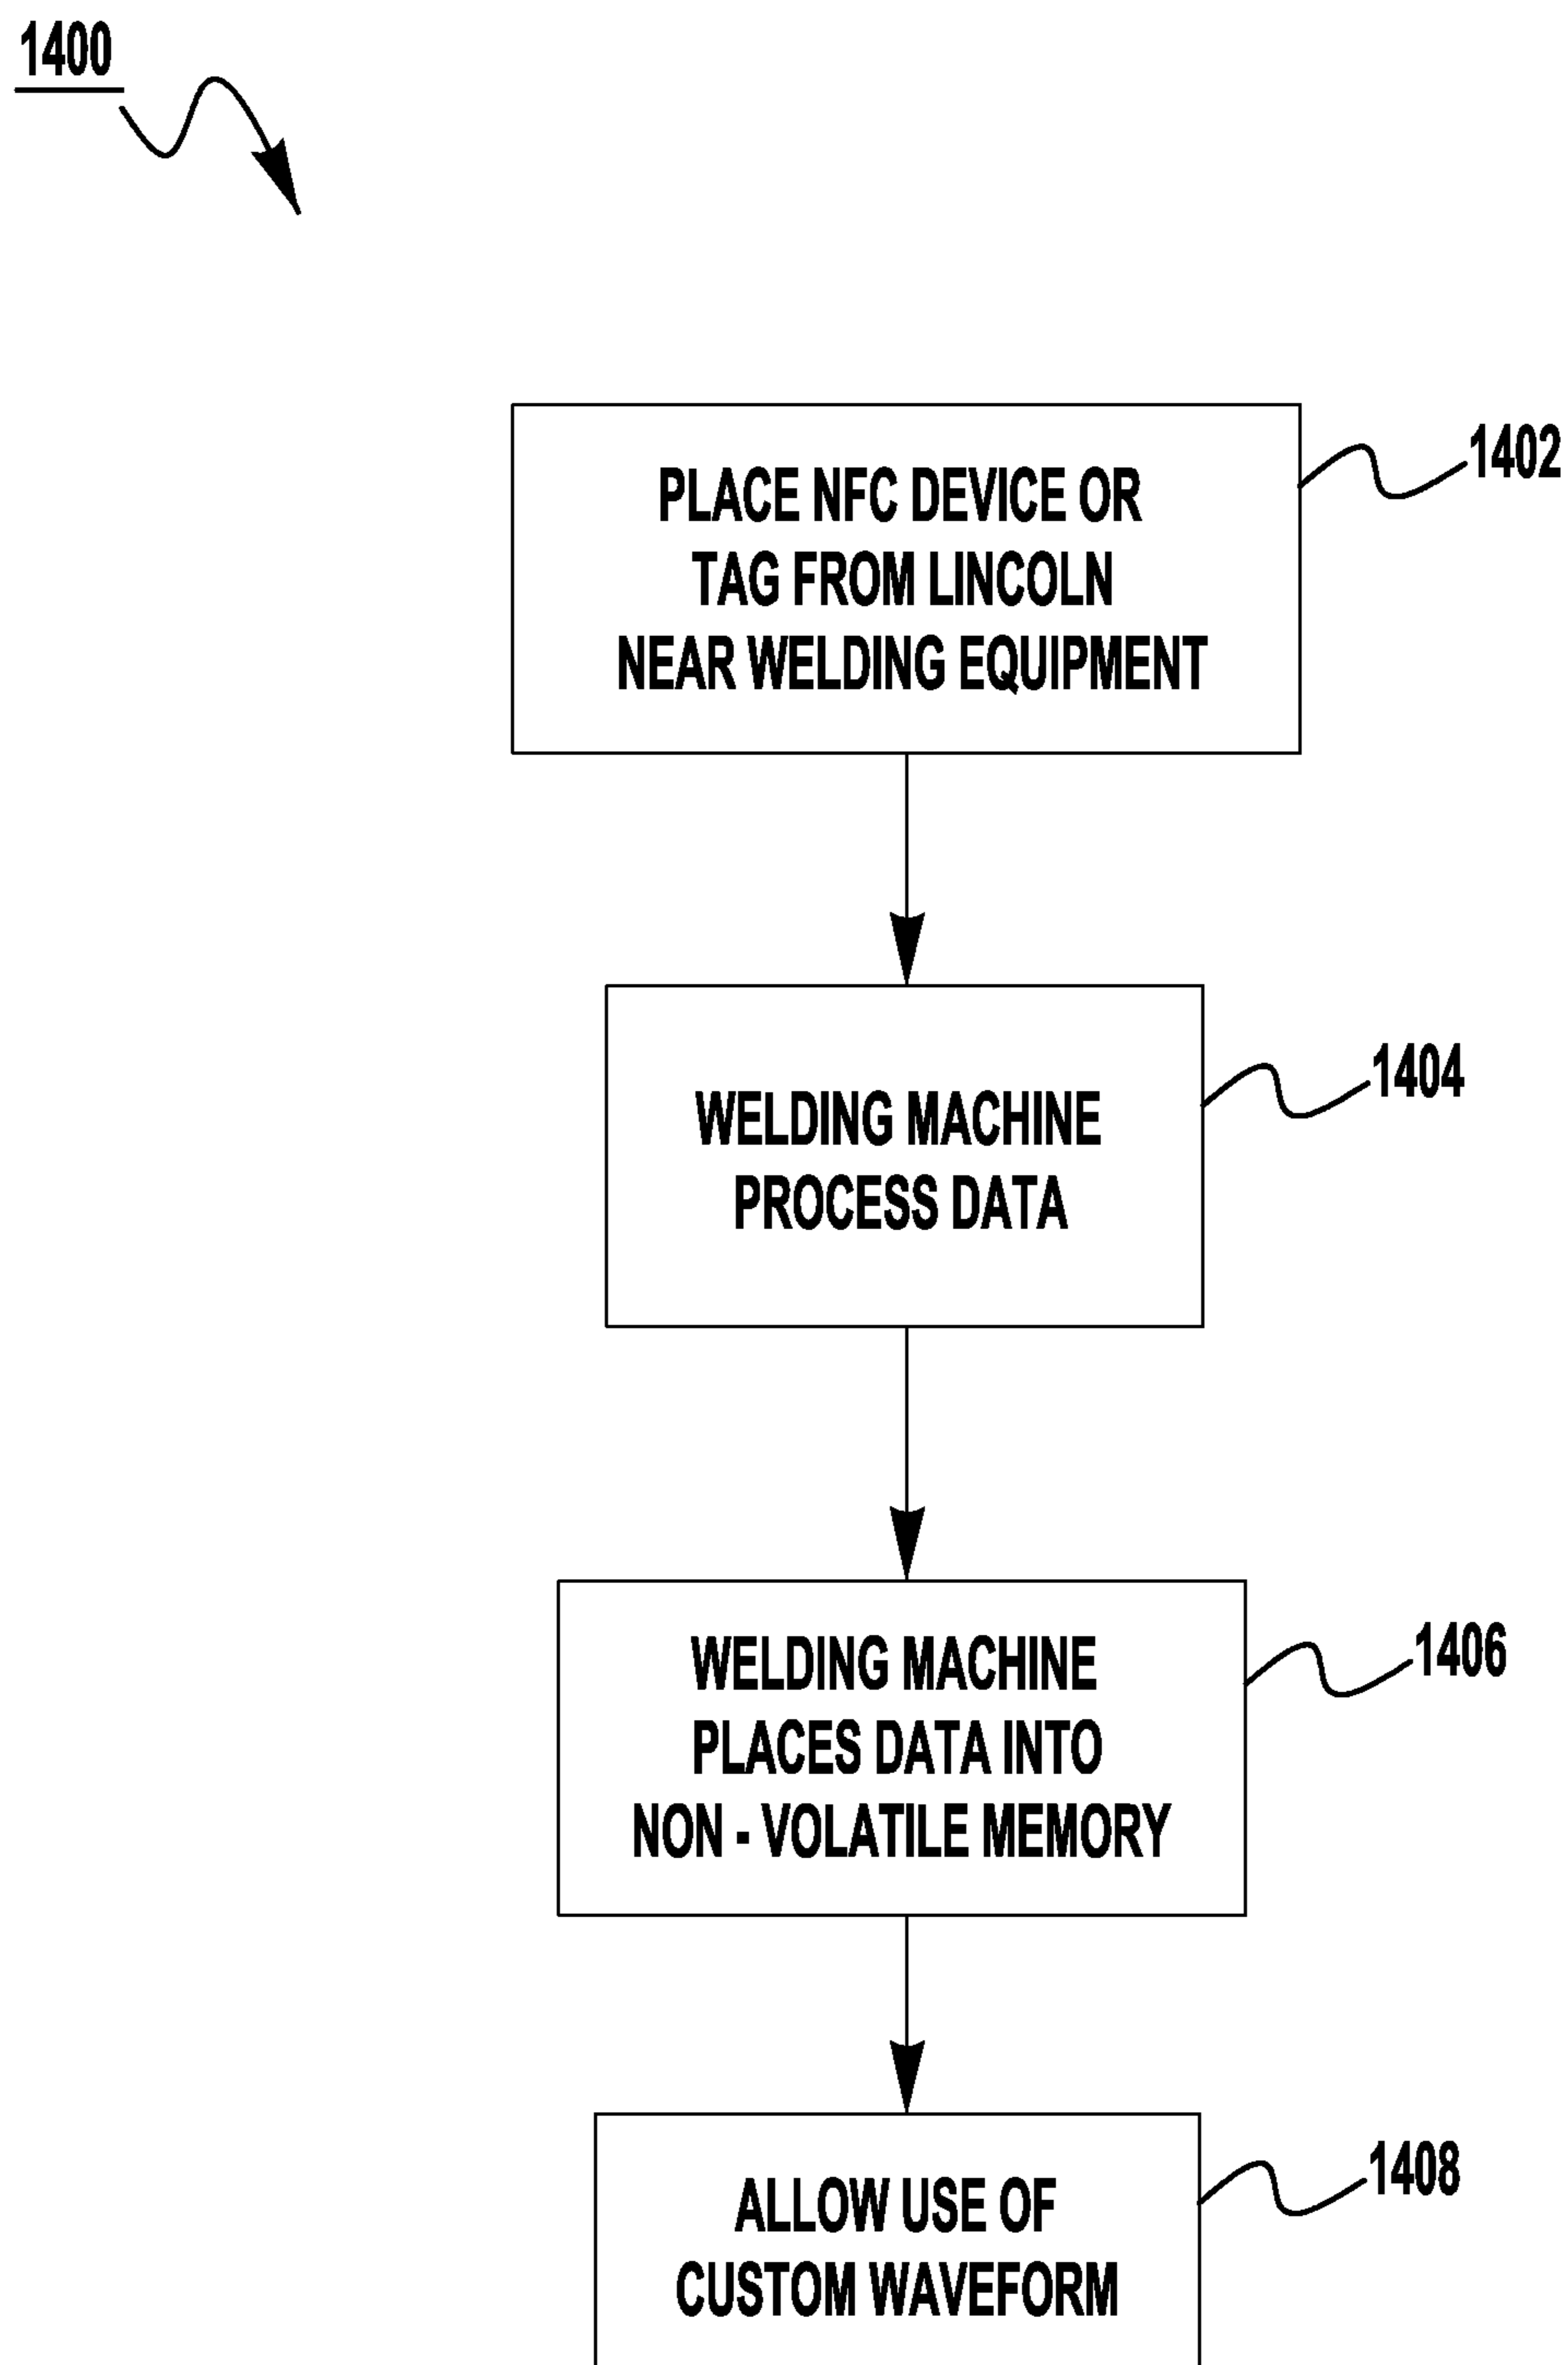 1400
PLACE NFC DEVICE OR
TAG FROM LINCOLN
NEAR WELDING EQUIPMENT
1402
WELDING MACHINE
PROCESS DATA
1404
WELDING MACHINE
PLACES DATA INTO
NON - VOLATILE MEMORY
1406
ALLOW USE OF
CUSTOM WAVEFORM
1408